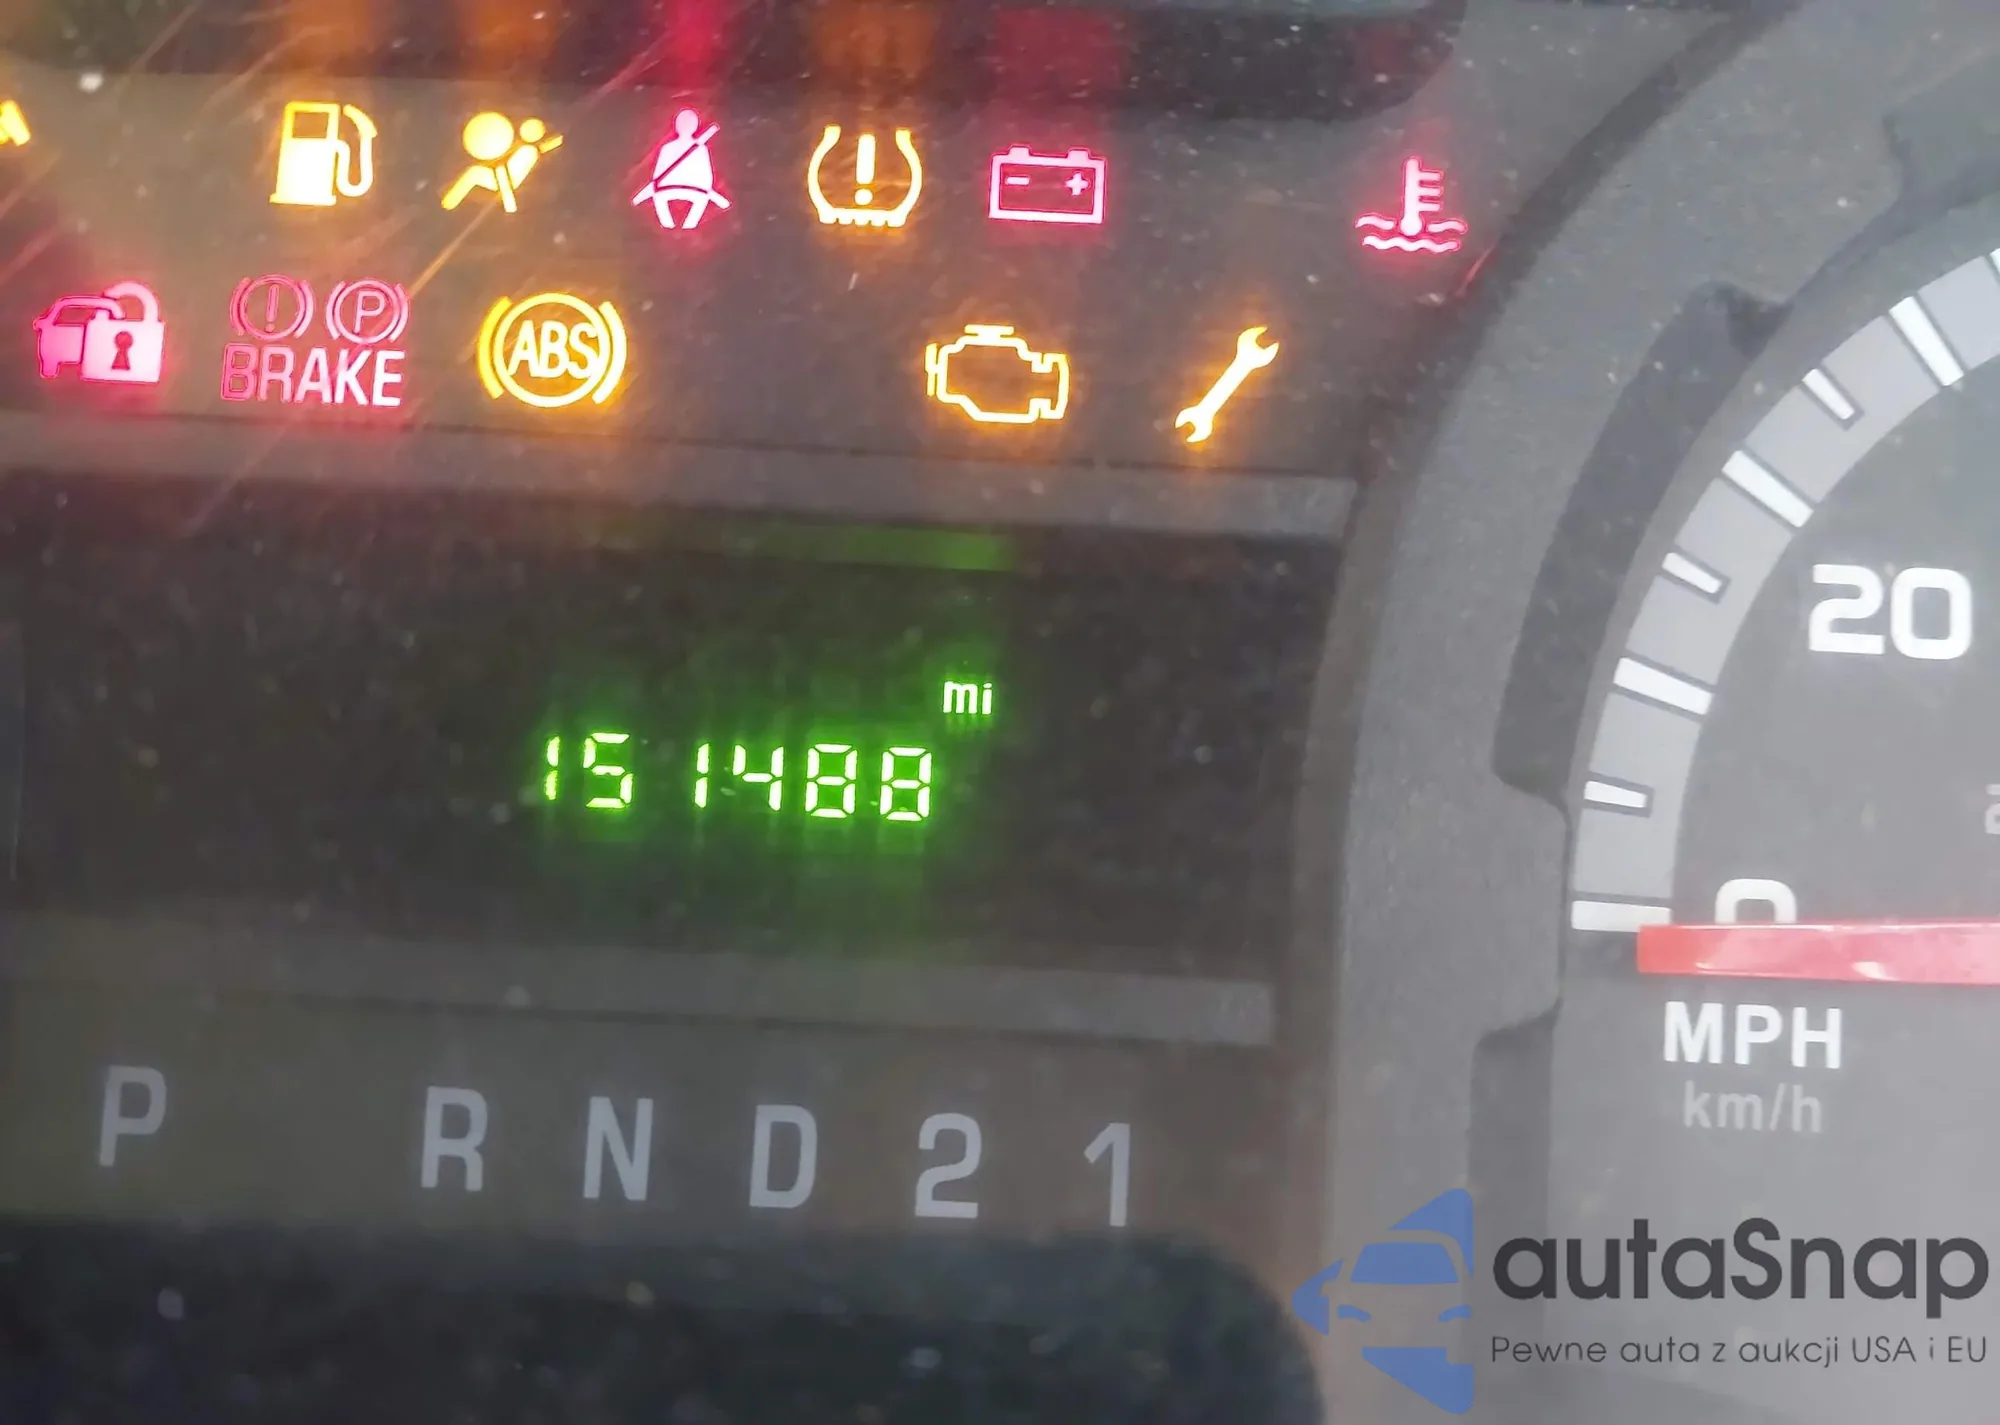 BRAKE
ABS
mi
151488
20
0
MPH
km/h
P R N D 2 1
autaSnap
Pewne auta z aukcji USA i EU